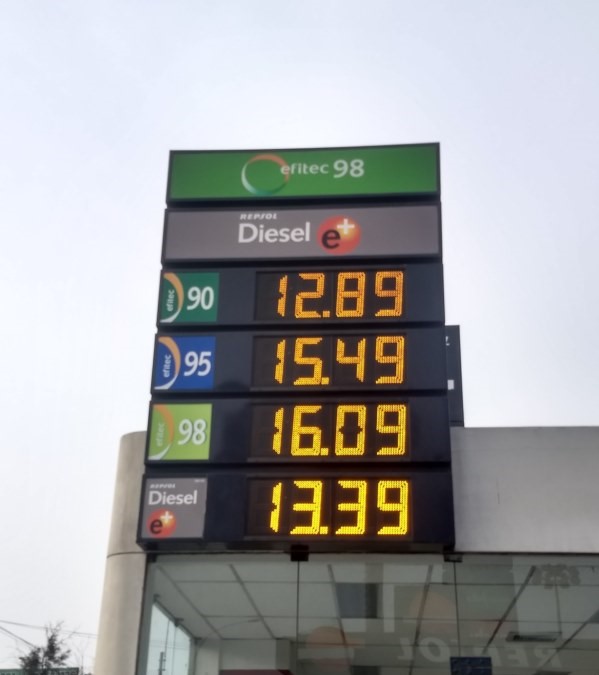 efitec 98
REPSOL
Diesel e+
efitec 90 12.89
efitec 95 15.49
efitec 98 16.09
REPSOL
Diesel
e+ 13.39
REPSOL